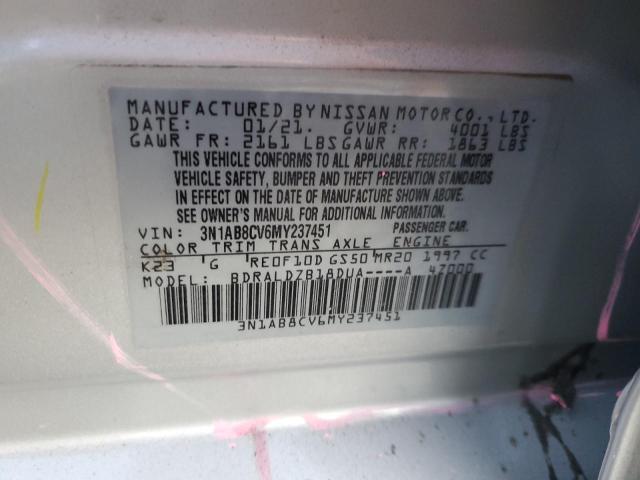 MANUFACTURED BY NISSAN MOTOR CO., LTD.
DATE: 01/21. GVWR: 4001 LBS
GAWR FR: 2161 LBS GAWR RR: 1863 LBS
THIS VEHICLE CONFORMS TO ALL APPLICABLE FEDERAL MOTOR
VEHICLE SAFETY, BUMPER AND THEFT PREVENTION STANDARDS
IN EFFECT ON THE DATE OF MANUFACTURE SHOWN ABOVE.
SEE OWNER'S MANUAL FOR ADDITIONAL INFORMATION.
VIN: 3N1AB8CV6MY237451 PASSENGER CAR.
COLOR TRIM TRANS AXLE ENGINE
K23 G RE0F10D GS50 MR20 1997 CC
MODEL: BDRALDZB18DUA----A 4Z000
3N1AB8CV6MY237451